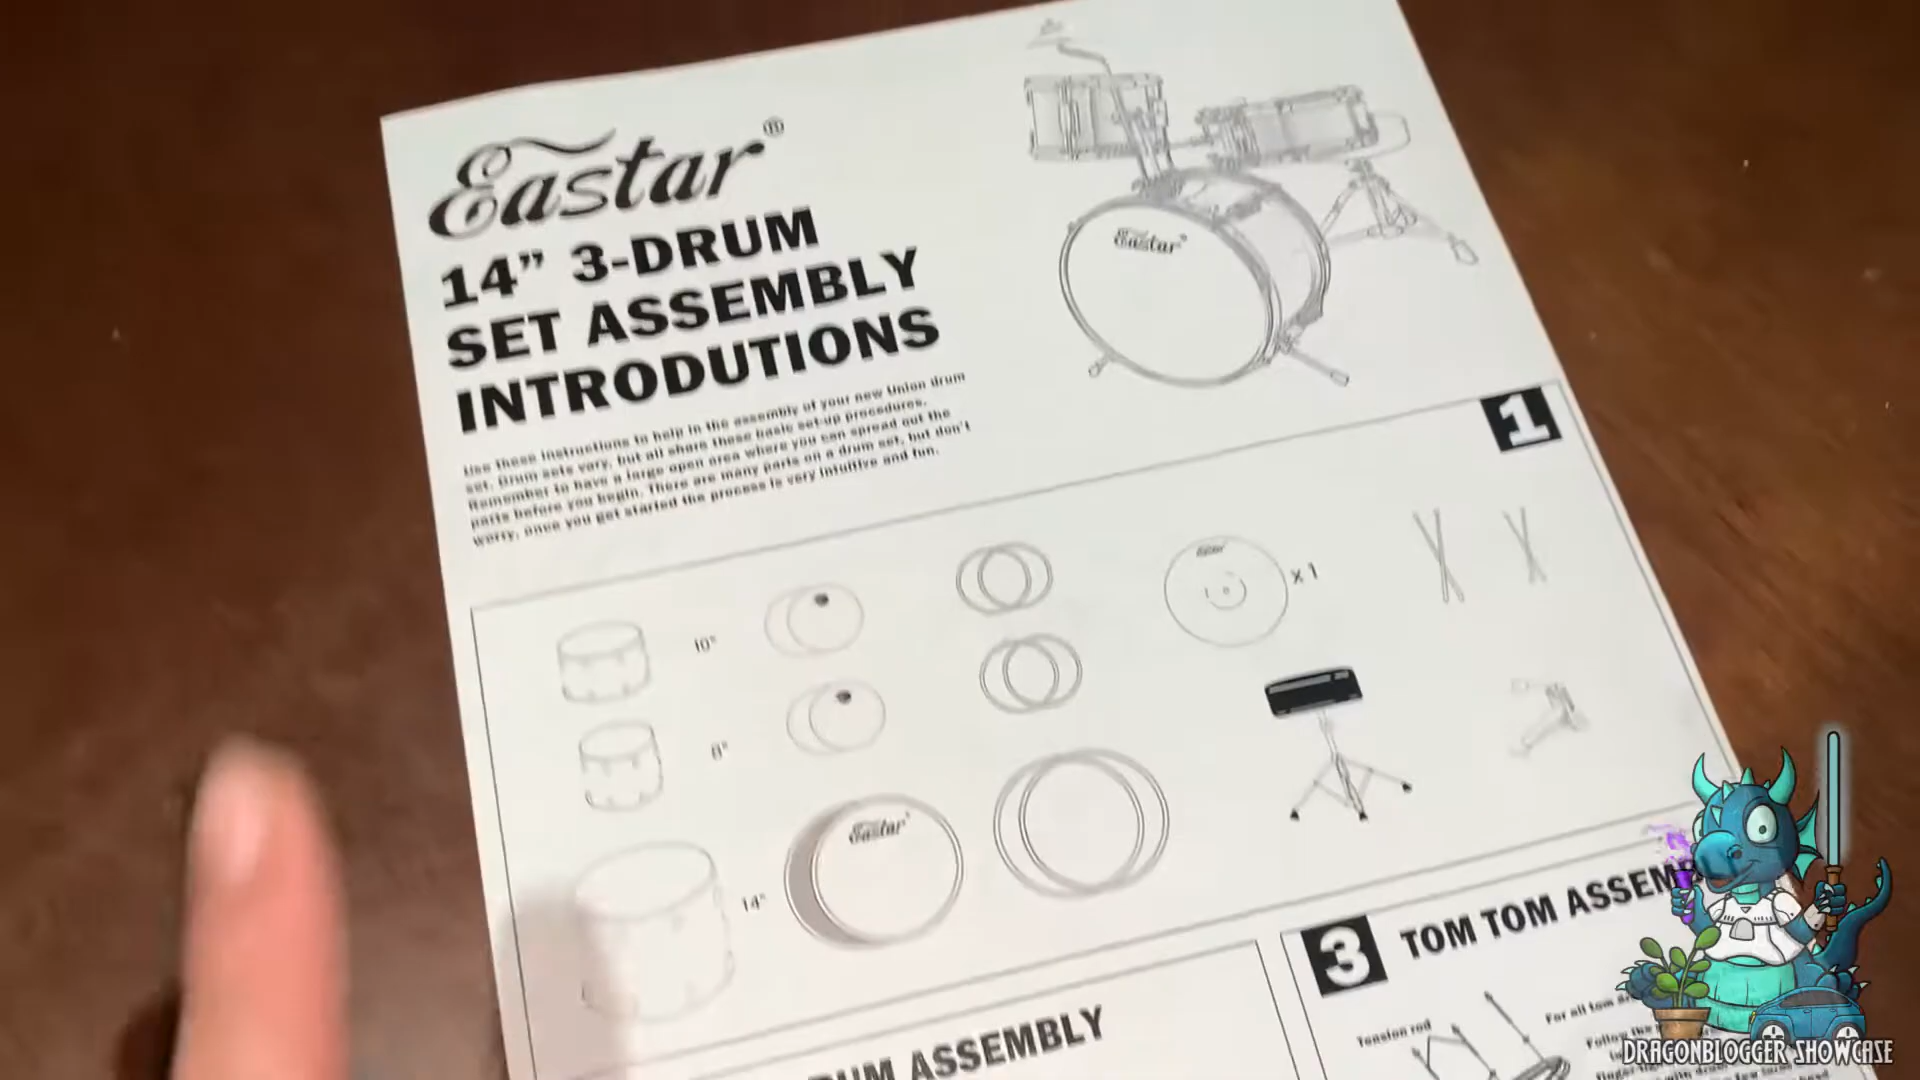 Eastar®
14” 3-DRUM
SET ASSEMBLY
INTRODUTIONS
Use these instructions to help in the assembly of your new Union drum
set. Drum sets vary, but all share these basic set-up procedures.
Remember to have a large open area where you can spread out the
parts before you begin. There are many parts on a drum set, but don't
worry, once you get started the process is very intuitive and fun.
Eastar®
1
10"
8"
14"
Eastar
Eastar
x 1
DRUM ASSEMBLY
3 TOM TOM ASSEM
Tension rod
For all tom
DRAGONBLOGGER SHOWCASE